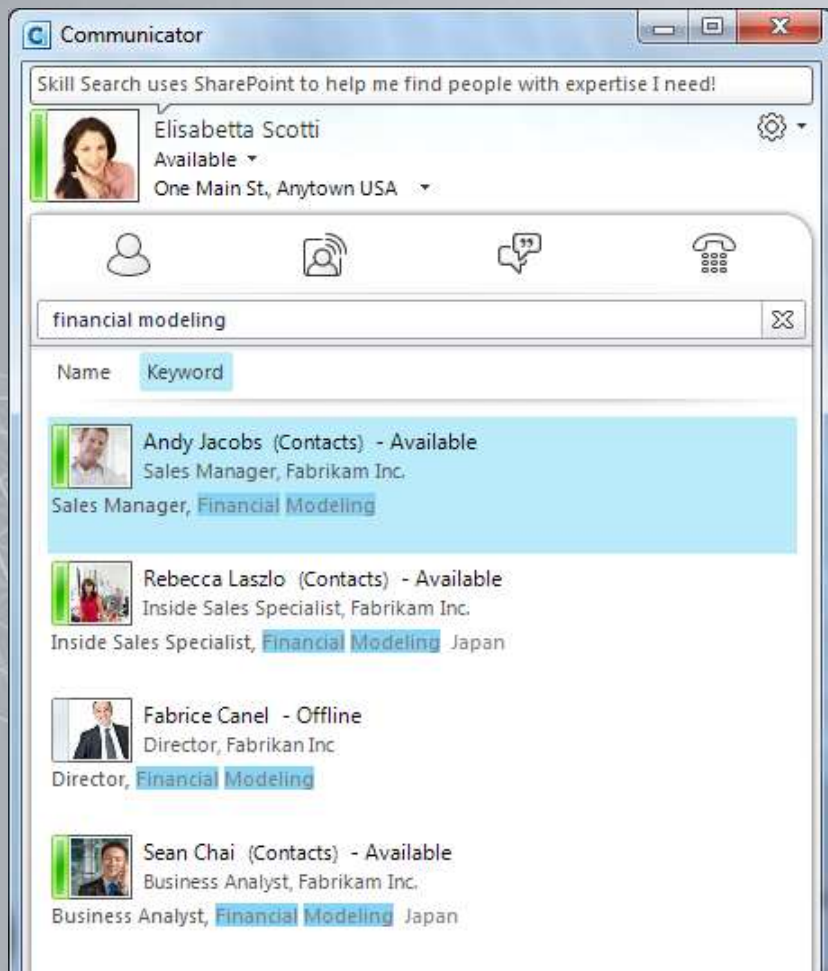 C Communicator
Skill Search uses SharePoint to help me find people with expertise I need!
Elisabetta Scotti
Available
One Main St., Anytown USA
financial modeling
Name Keyword
Andy Jacobs (Contacts) - Available
Sales Manager, Fabrikam Inc.
Sales Manager, Financial Modeling
Rebecca Laszlo (Contacts) - Available
Inside Sales Specialist, Fabrikam Inc.
Inside Sales Specialist, Financial Modeling Japan
Fabrice Canel - Offline
Director, Fabrikan Inc
Director, Financial Modeling
Sean Chai (Contacts) - Available
Business Analyst, Fabrikam Inc.
Business Analyst, Financial Modeling Japan